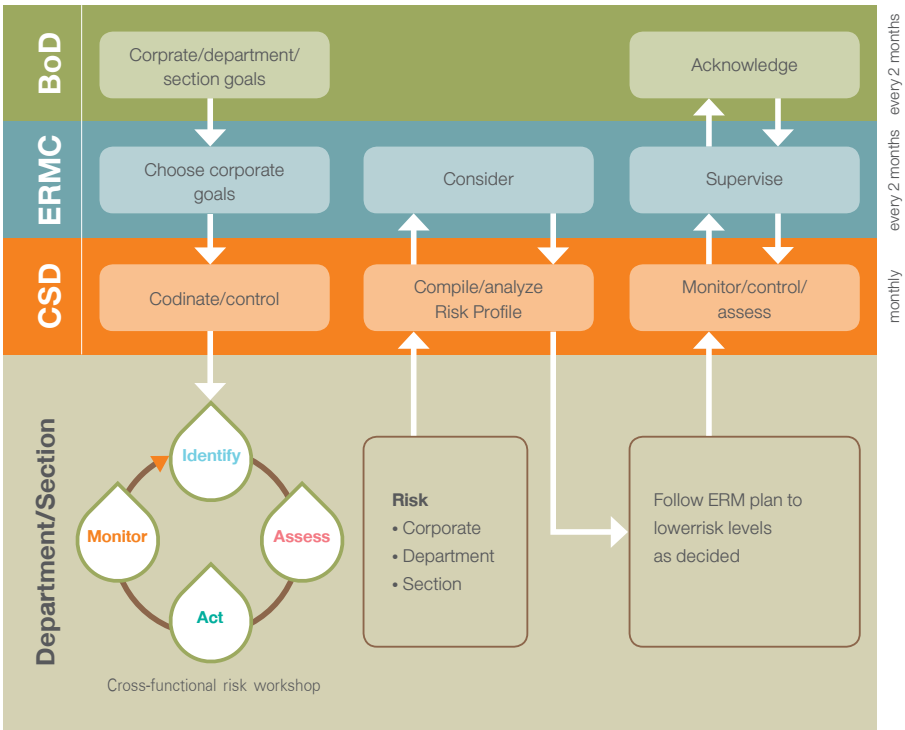 BoD
Corprate/department/
section goals
Acknowledge
every 2 months
ERMC
Choose corporate
goals
Consider
Supervise
every 2 months
CSD
Codinate/control
Compile/analyze
Risk Profile
Monitor/control/
assess
monthly
Department/Section
Identify
Monitor
Assess
Act
Cross-functional risk workshop
Risk
• Corporate
• Department
• Section
Follow ERM plan to
lowerrisk levels
as decided